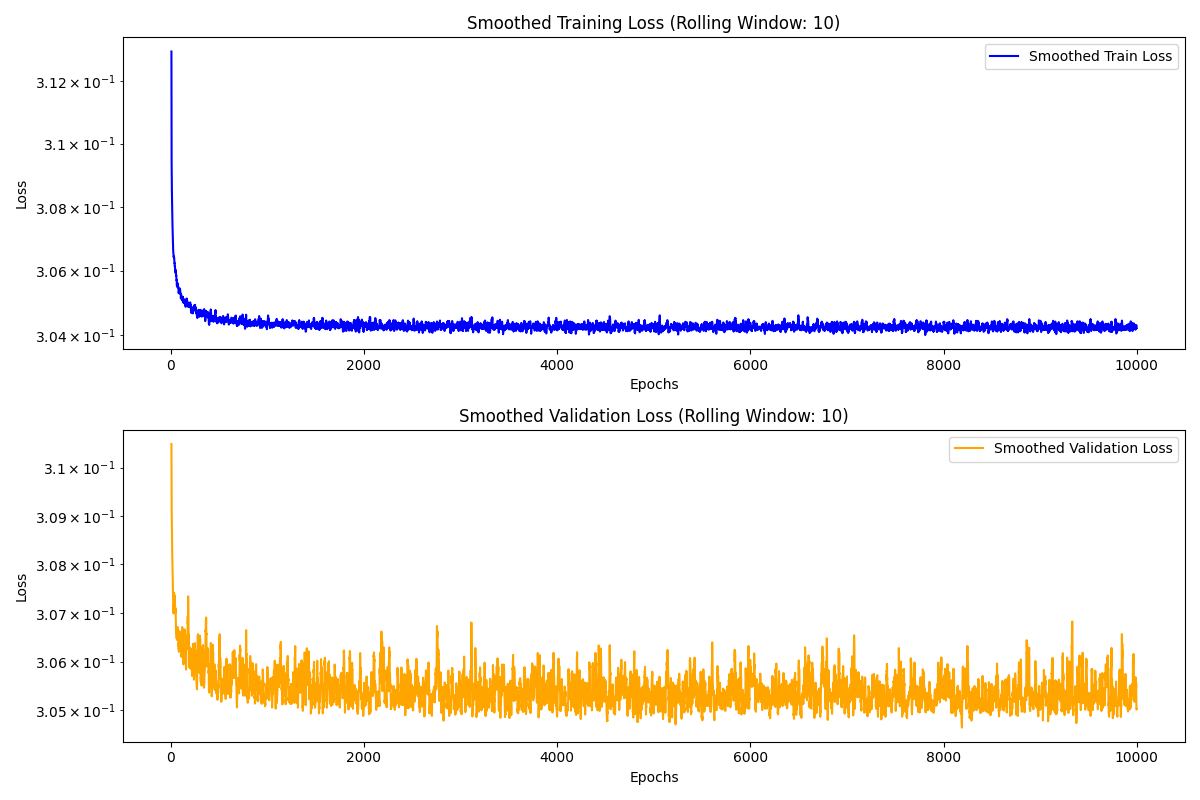 Smoothed Training Loss (Rolling Window: 10)
Smoothed Train Loss
3.12 × 10⁻¹
3.1 × 10⁻¹
3.08 × 10⁻¹
3.06 × 10⁻¹
3.04 × 10⁻¹
Loss
0 2000 4000 6000 8000 10000
Epochs
Smoothed Validation Loss (Rolling Window: 10)
Smoothed Validation Loss
3.1 × 10⁻¹
3.09 × 10⁻¹
3.08 × 10⁻¹
3.07 × 10⁻¹
3.06 × 10⁻¹
3.05 × 10⁻¹
Loss
0 2000 4000 6000 8000 10000
Epochs